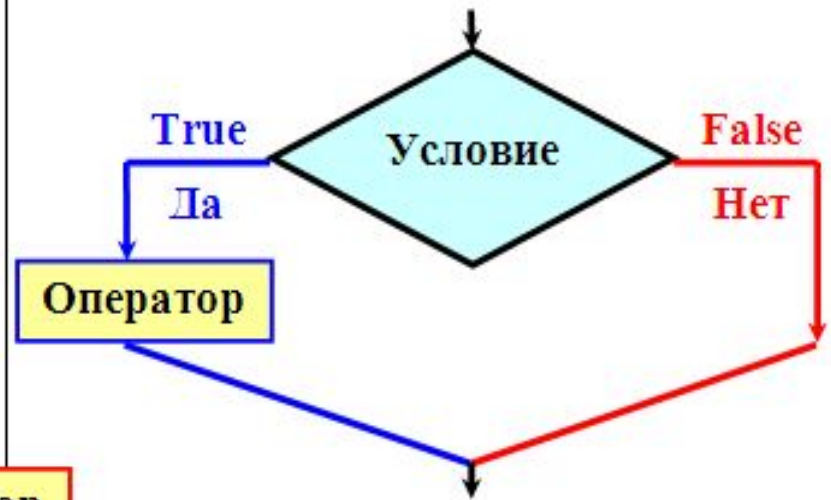 True
Условие
False
Да
Нет
Оператор